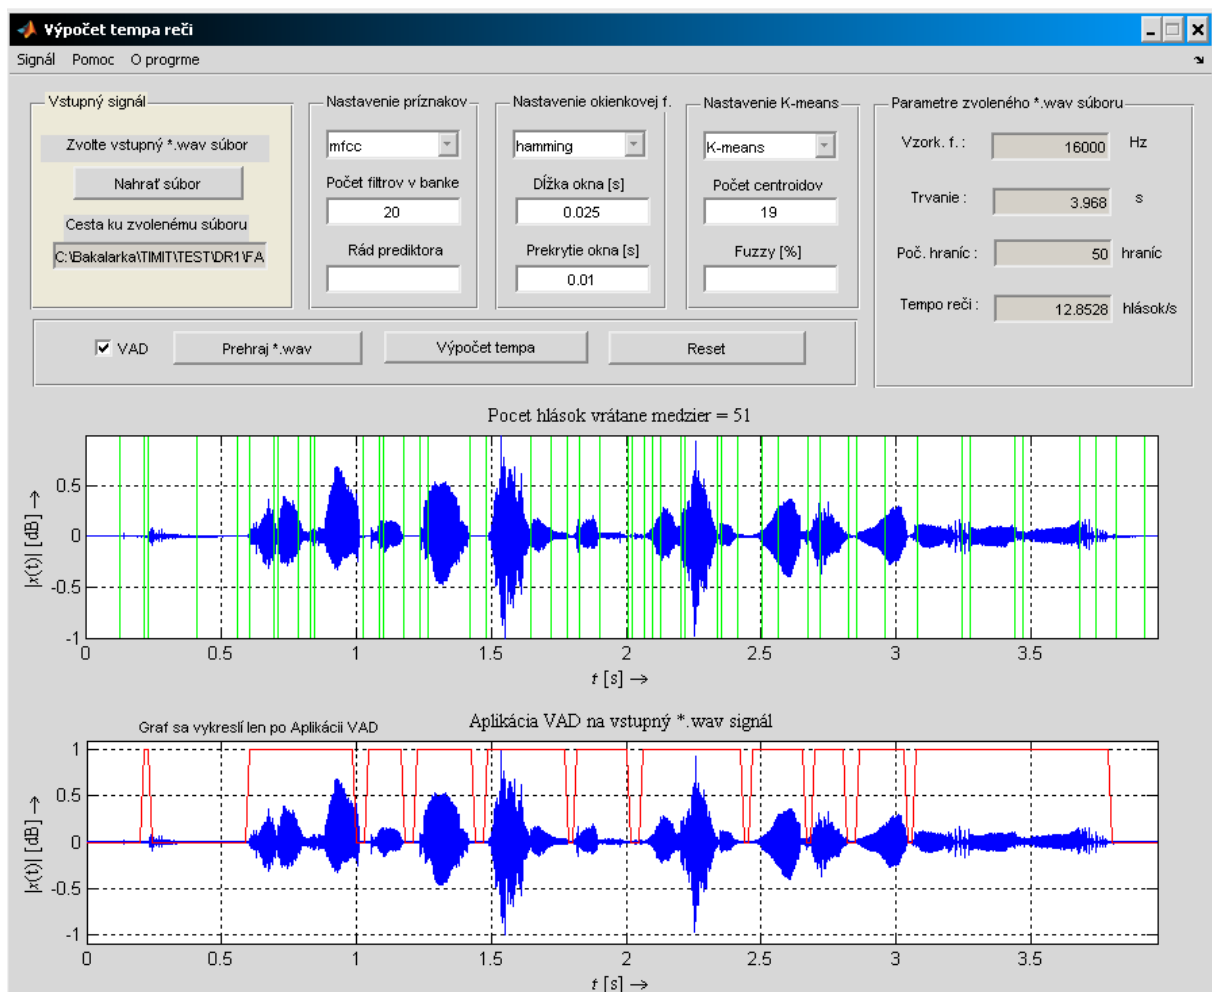 Výpočet tempa reči
Signál Pomoc O progrme
Vstupný signál
Zvoľte vstupný *.wav súbor
Nahrať súbor
Cesta ku zvolenému súboru
C:\Bakalarka\TIMIT\TEST\DR1\FA
Nastavenie príznakov
mfcc
Počet filtrov v banke
20
Rád prediktora
Nastavenie okienkovej f.
hamming
Dĺžka okna [s]
0.025
Prekrytie okna [s]
0.01
Nastavenie K-means
K-means
Počet centroidov
19
Fuzzy [%]
Parametre zvoleného *.wav súboru
Vzork. f. : 16000 Hz
Trvanie : 3.968 s
Poč. hraníc : 50 hraníc
Tempo reči : 12.8528 hlások/s
VAD Prehraj *.wav Výpočet tempa Reset
Pocet hlások vrátane medzier = 51
|x(t)| [dB] →
0.5
0
-0.5
-1
0 0.5 1 1.5 2 2.5 3 3.5
t [s] →
Graf sa vykreslí len po Aplikácii VAD
Aplikácia VAD na vstupný *.wav signál
|x(t)| [dB] →
1
0.5
0
-0.5
-1
0 0.5 1 1.5 2 2.5 3 3.5
t [s] →